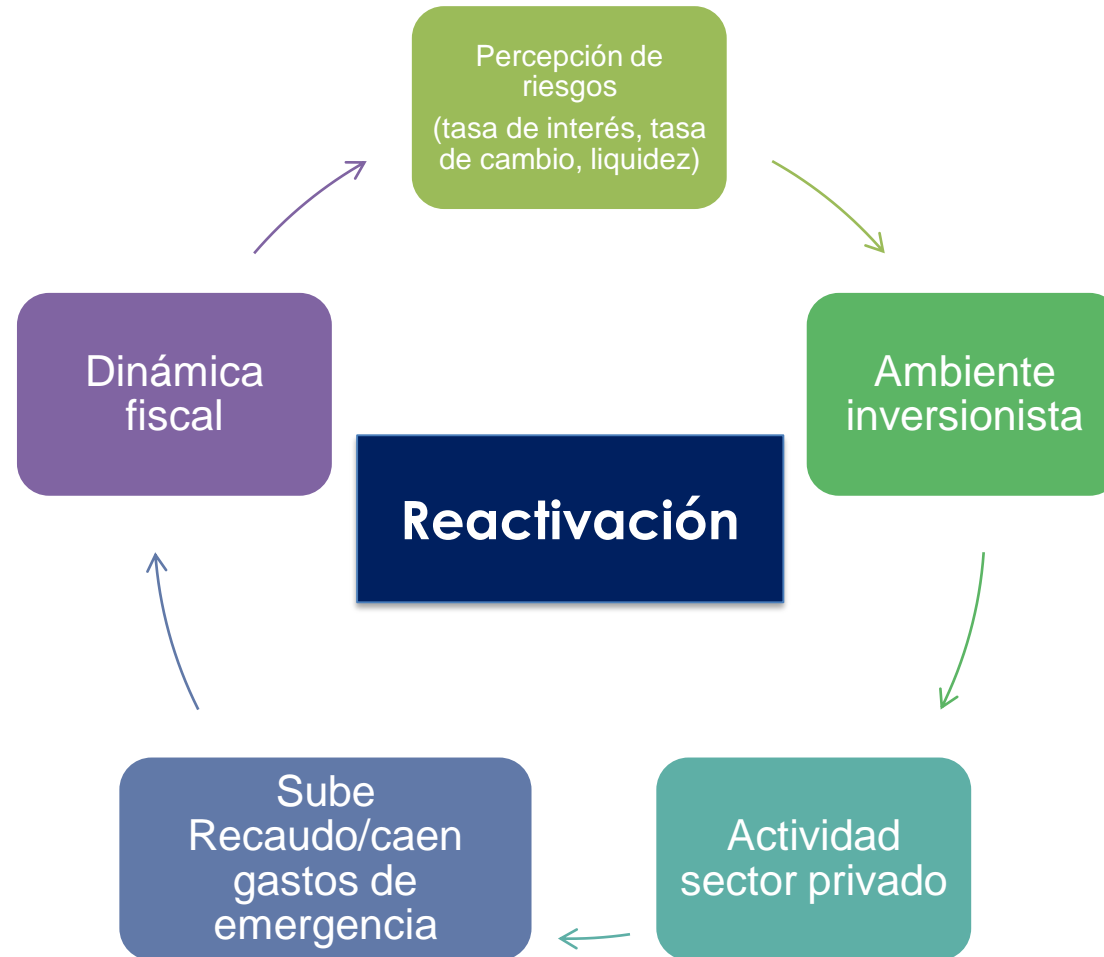 Percepción de
riesgos
(tasa de interés, tasa
de cambio, liquidez)
Ambiente
inversionista
Actividad
sector privado
Sube
Recaudo/caen
gastos de
emergencia
Dinámica
fiscal
Reactivación